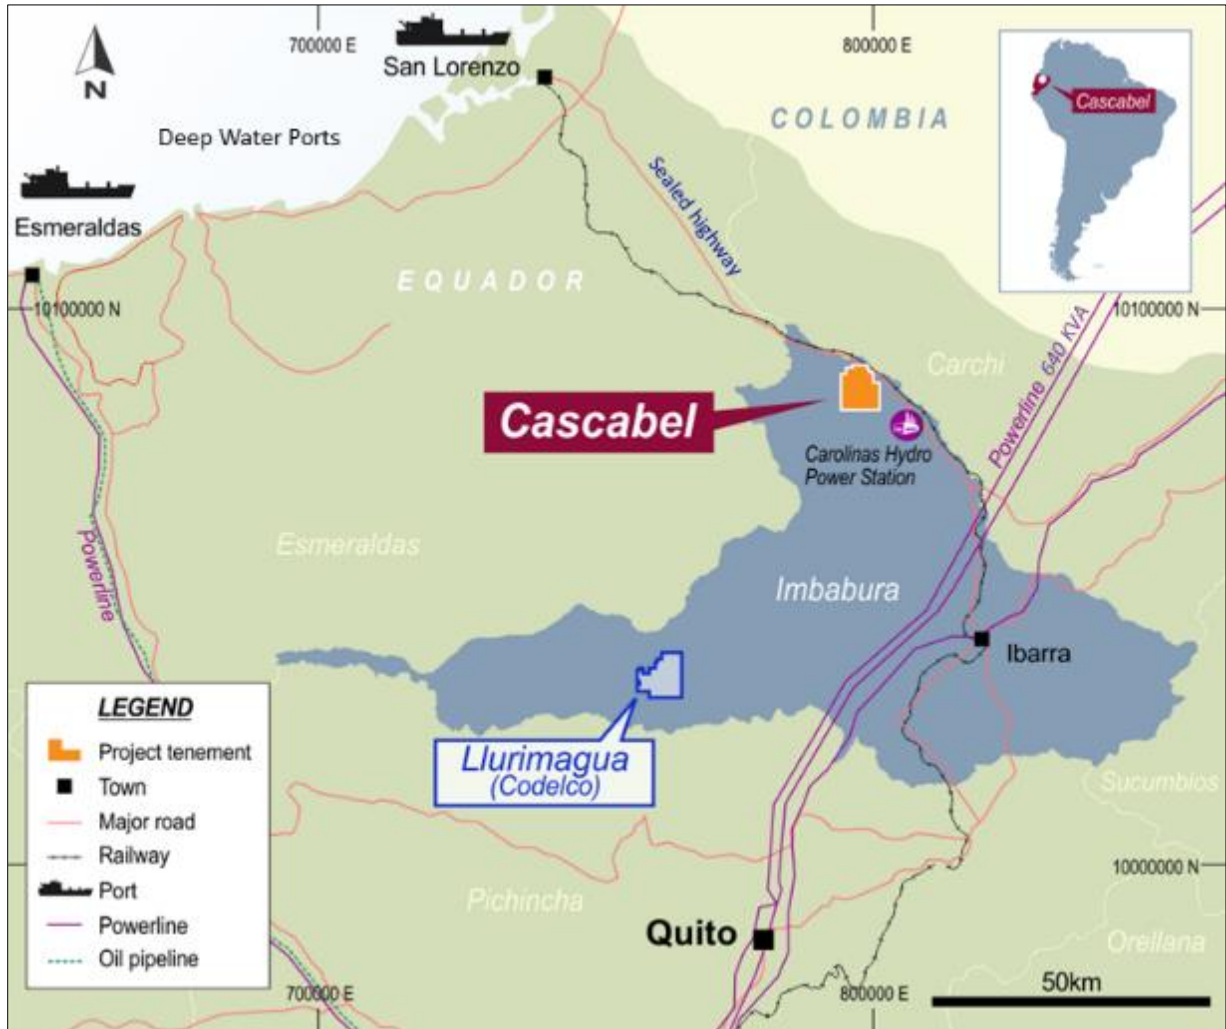 700000 E
800000 E
San Lorenzo
N
Deep Water Ports
COLOMBIA
Cascabel
Esmeraldas
Sealed highway
EQUADOR
10100000 N
10100000 N
Powerline 640 KVA
Carchi
Cascabel
Carolinas Hydro
Power Station
Esmeraldas
Powerline
Imbabura
Ibarra
LEGEND
Project tenement
Town
Major road
Railway
Port
Powerline
Oil pipeline
Llurimagua
(Codelco)
Sucumbios
10000000 N
Pichincha
Quito
Orellana
50km
700000 E
800000 E